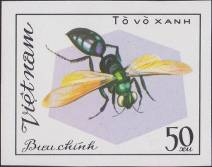 TÒ VÒ XANH
Việt nam
Bưu chính
50 xu